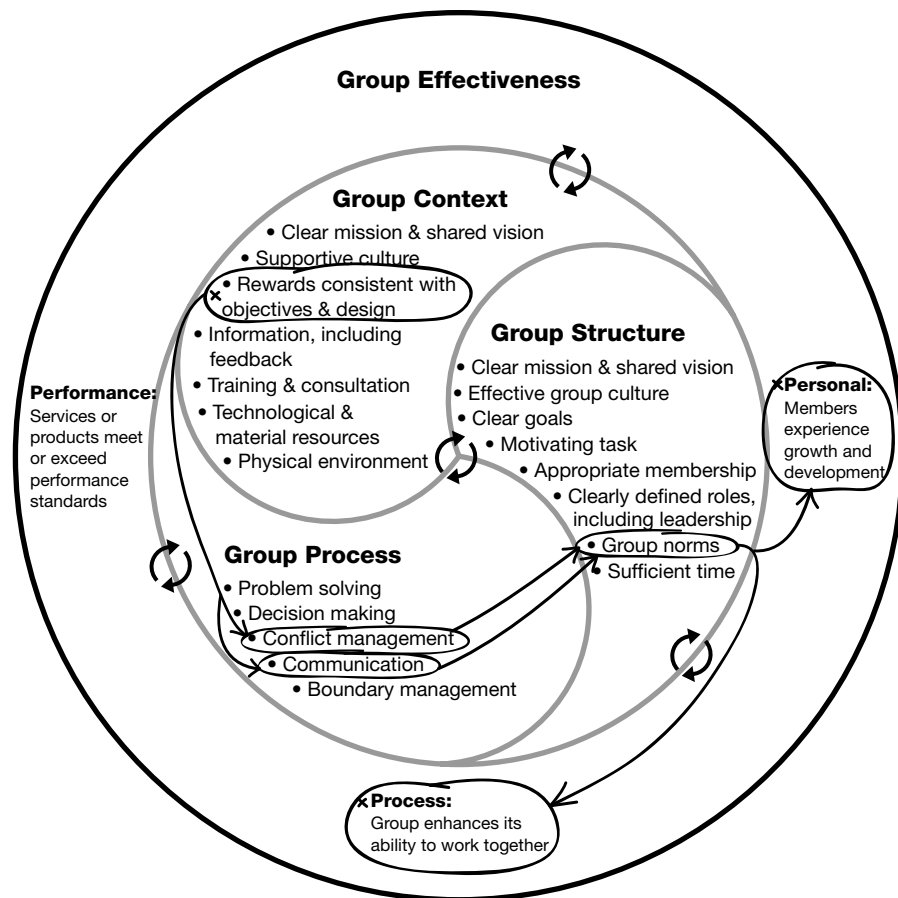 Group Effectiveness
Group Context
• Clear mission & shared vision
• Supportive culture
• Rewards consistent with
objectives & design
• Information, including
feedback
• Training & consultation
• Technological &
material resources
• Physical environment
Group Structure
• Clear mission & shared vision
• Effective group culture
• Clear goals
• Motivating task
• Appropriate membership
• Clearly defined roles,
including leadership
• Group norms
• Sufficient time
Performance:
Services or
products meet
or exceed
performance
standards
Personal:
Members
experience
growth and
development
Group Process
• Problem solving
• Decision making
• Conflict management
• Communication
• Boundary management
Process:
Group enhances its
ability to work together